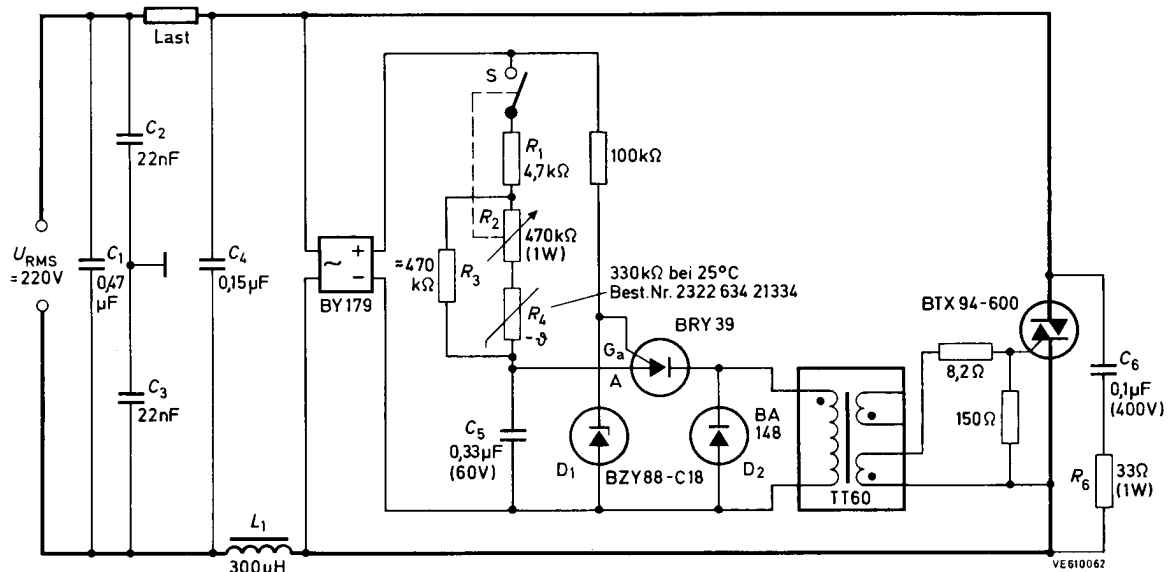 Last
S
C2
22nF
R1
4,7kΩ
100kΩ
R2
470kΩ
(1W)
URMS
=220V
C1
0,47
µF
C4
0,15µF
~
+
−
BY179
≈470
kΩ
R3
330kΩ bei 25°C
Best.Nr. 2322 634 21334
R4
-ϑ
BRY 39
BTX 94-600
Ga
A
8,2Ω
C6
0,1µF
(400V)
C3
22nF
C5
0,33µF
(60V)
BA
148
150Ω
D1
BZY88-C18
D2
TT60
R6
33Ω
(1W)
L1
300µH
VE610062